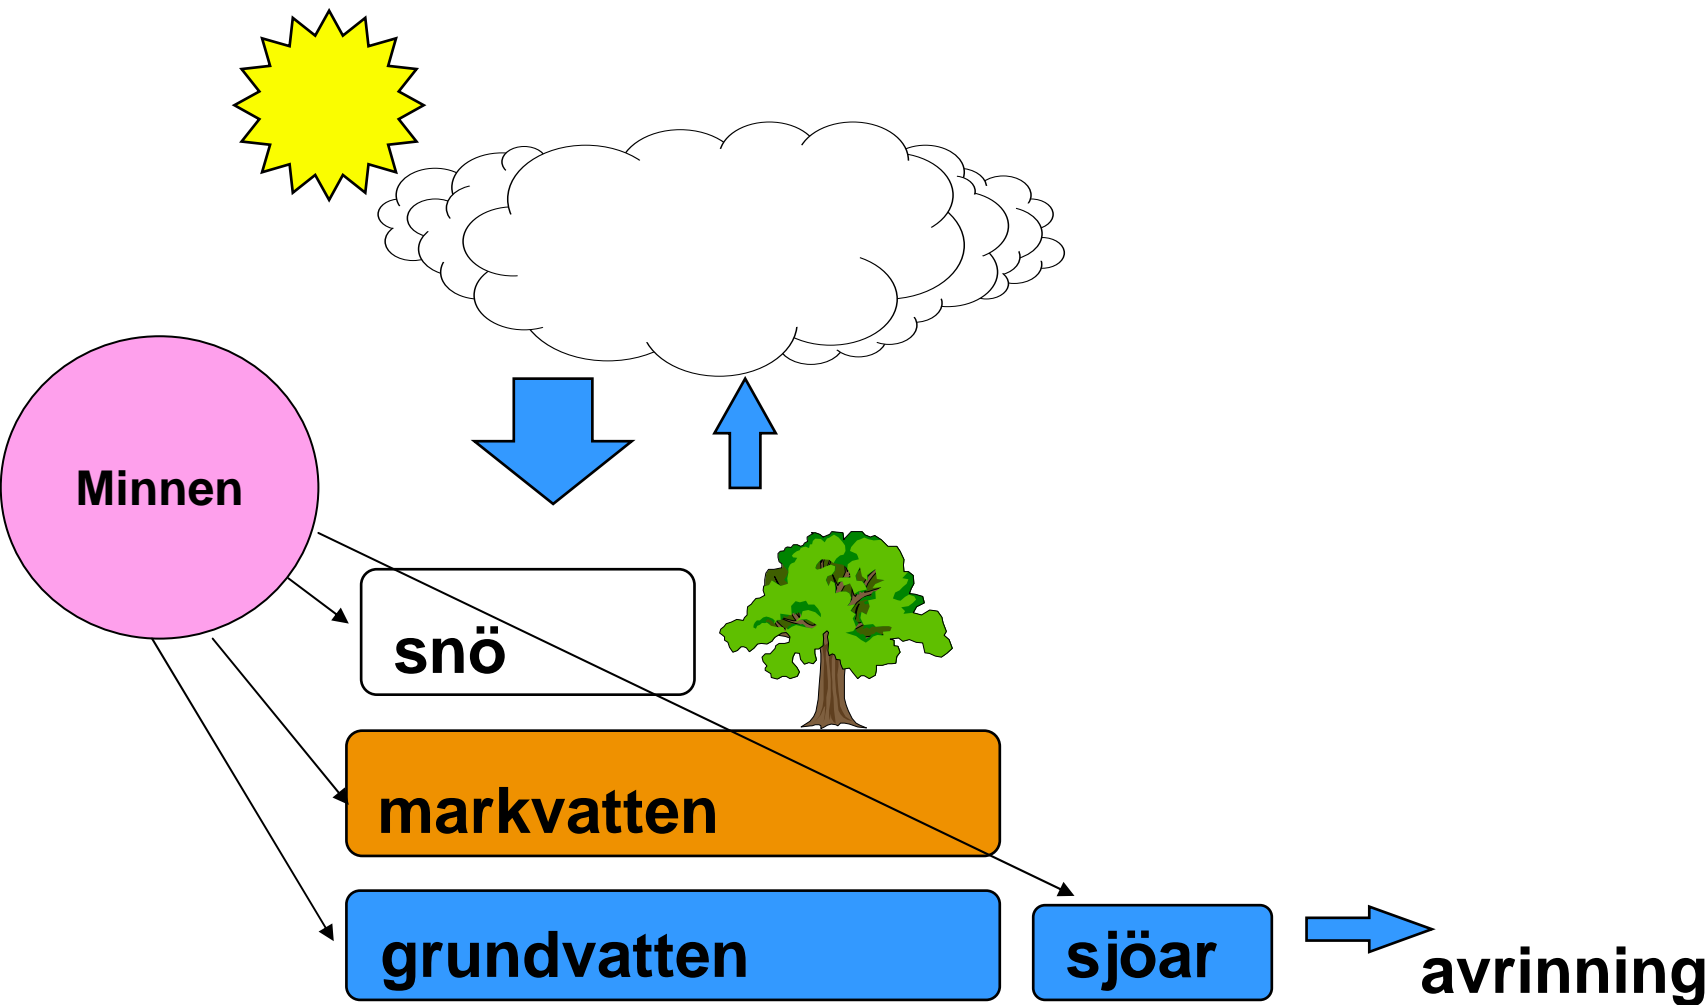 Minnen
snö
markvatten
grundvatten
sjöar
avrinning